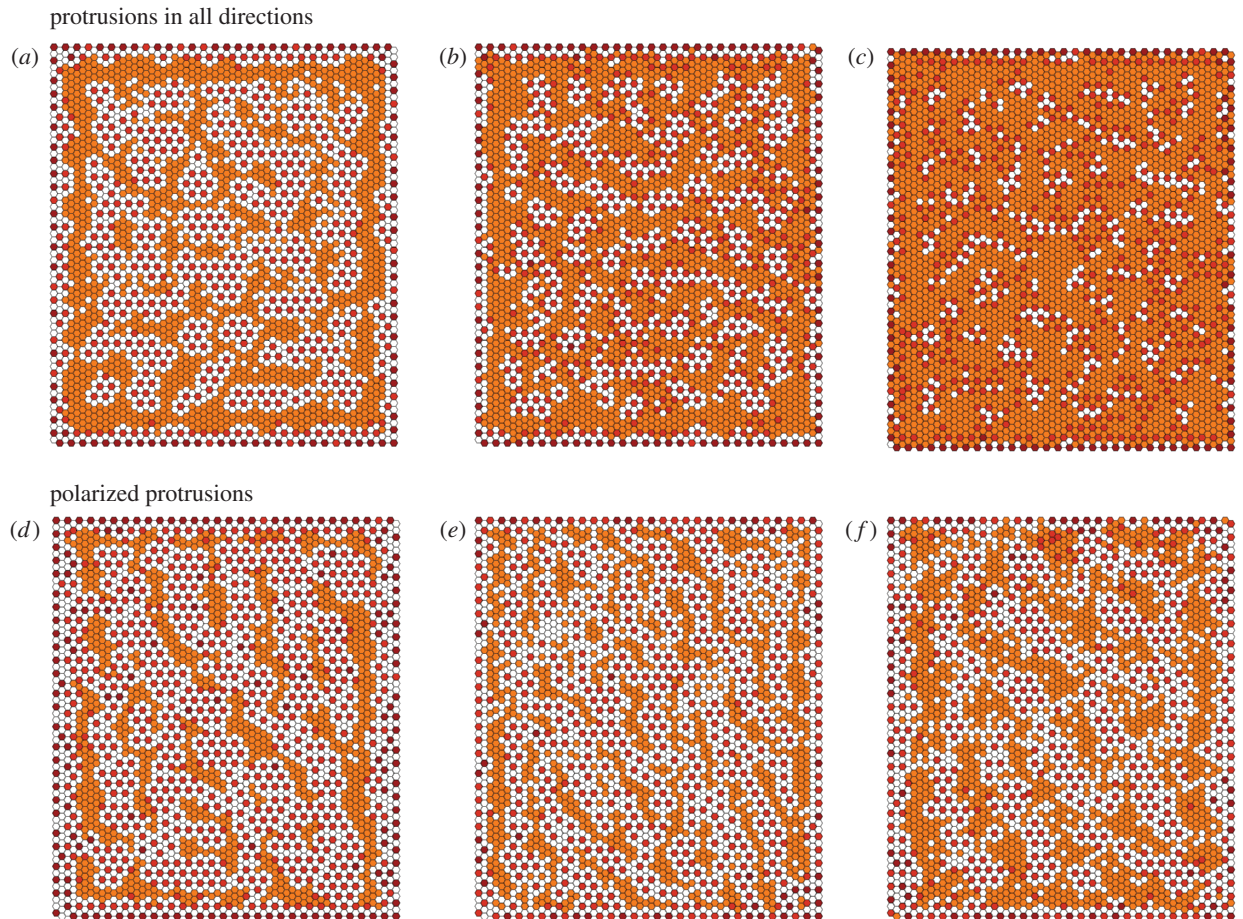 protrusions in all directions
(a)
(b)
(c)
polarized protrusions
(d)
(e)
(f)